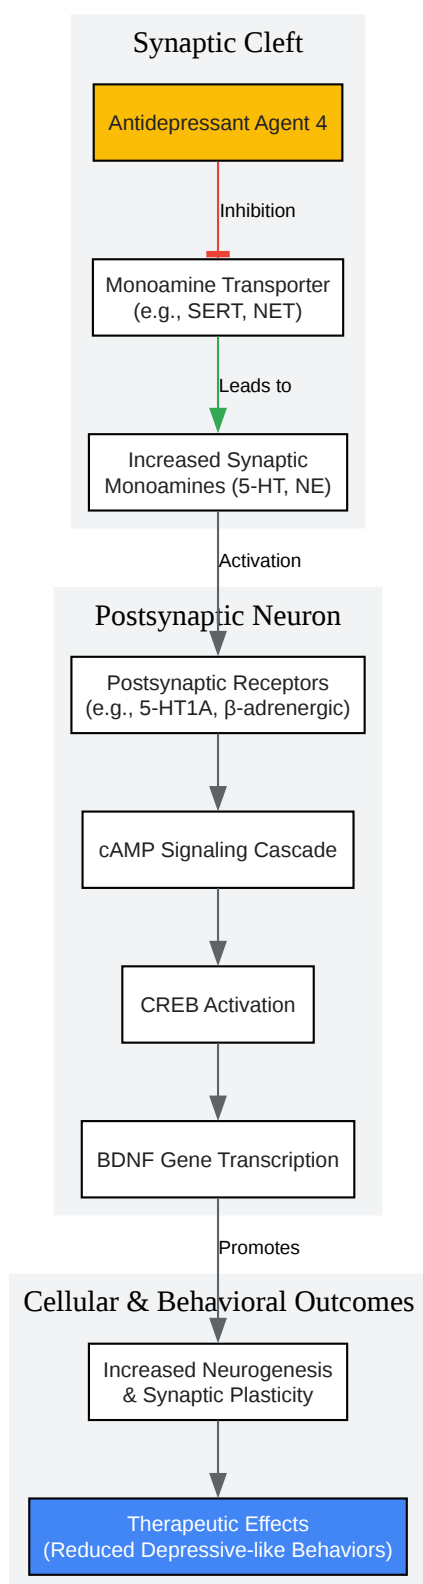 Synaptic Cleft
Antidepressant Agent 4
Inhibition
Monoamine Transporter
(e.g., SERT, NET)
Leads to
Increased Synaptic
Monoamines (5-HT, NE)
Activation
Postsynaptic Neuron
Postsynaptic Receptors
(e.g., 5-HT1A, β-adrenergic)
cAMP Signaling Cascade
CREB Activation
BDNF Gene Transcription
Promotes
Cellular & Behavioral Outcomes
Increased Neurogenesis
& Synaptic Plasticity
Therapeutic Effects
(Reduced Depressive-like Behaviors)